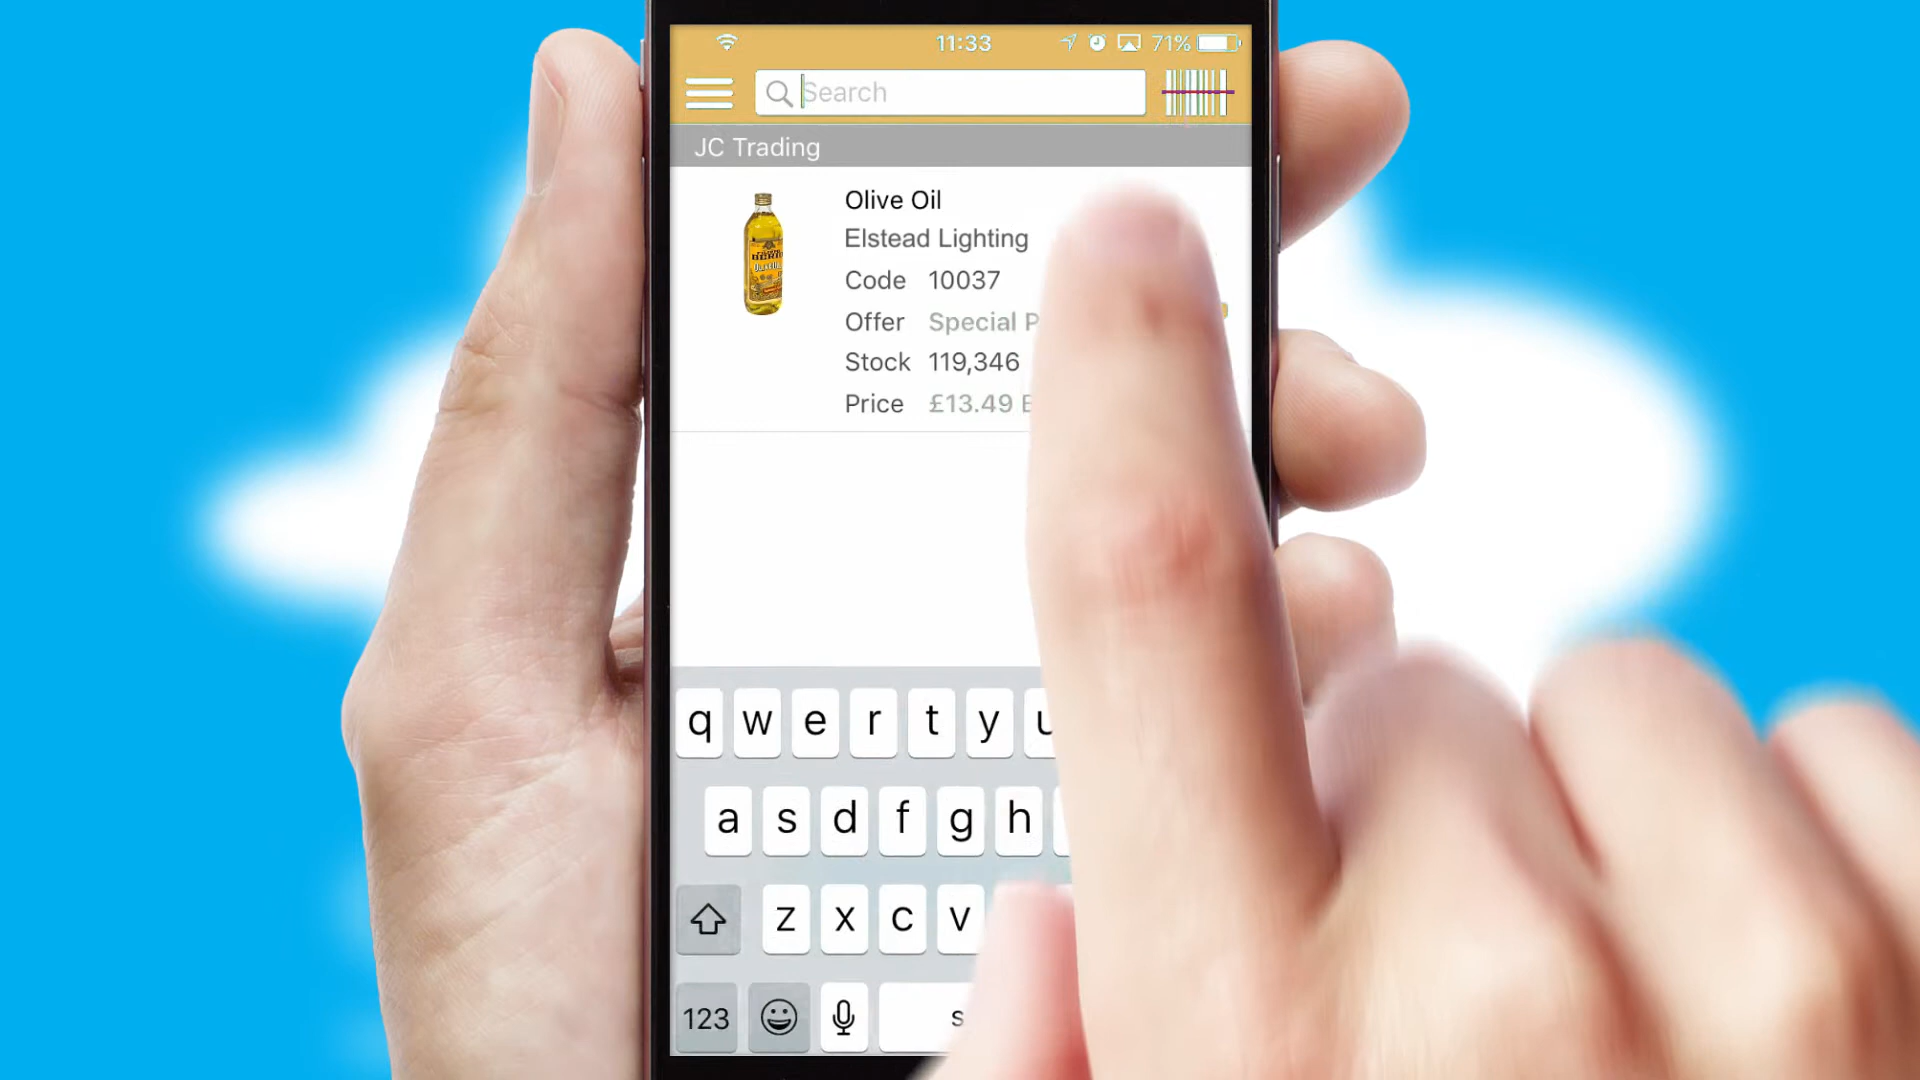 11:33 71%
Search
JC Trading
Olive Oil
Elstead Lighting
Code 10037
Offer Special P
Stock 119,346
Price £13.49 E
q w e r t y u
a s d f g h
z x c v
123 s